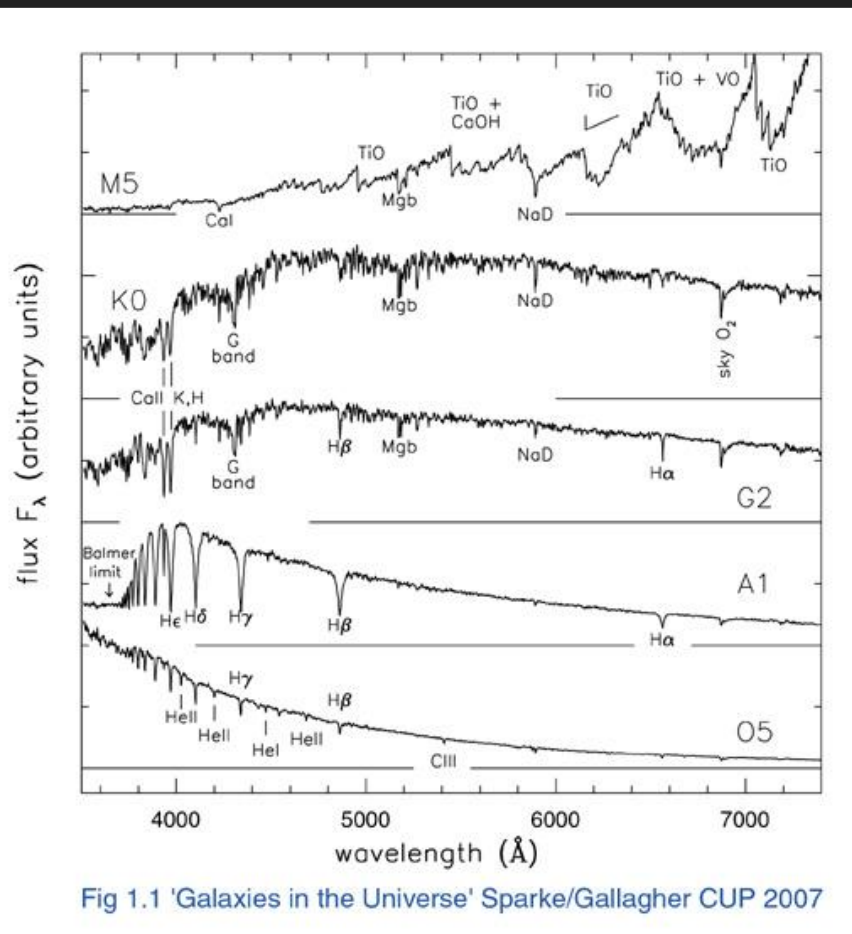 TiO + VO
TiO
TiO +
CaOH
TiO
TiO
M5
CaI
Mgb
NaD
K0
G
band
Mgb
NaD
sky O₂
CaII K,H
G
band
Hβ
Mgb
NaD
Hα
G2
Balmer
limit
Hϵ
Hδ
Hγ
Hβ
Hα
A1
Hγ
Hβ
HeII
HeII
HeI
HeII
CIII
O5
flux F_λ (arbitrary units)
4000 5000 6000 7000
wavelength (Å)
Fig 1.1 'Galaxies in the Universe' Sparke/Gallagher CUP 2007